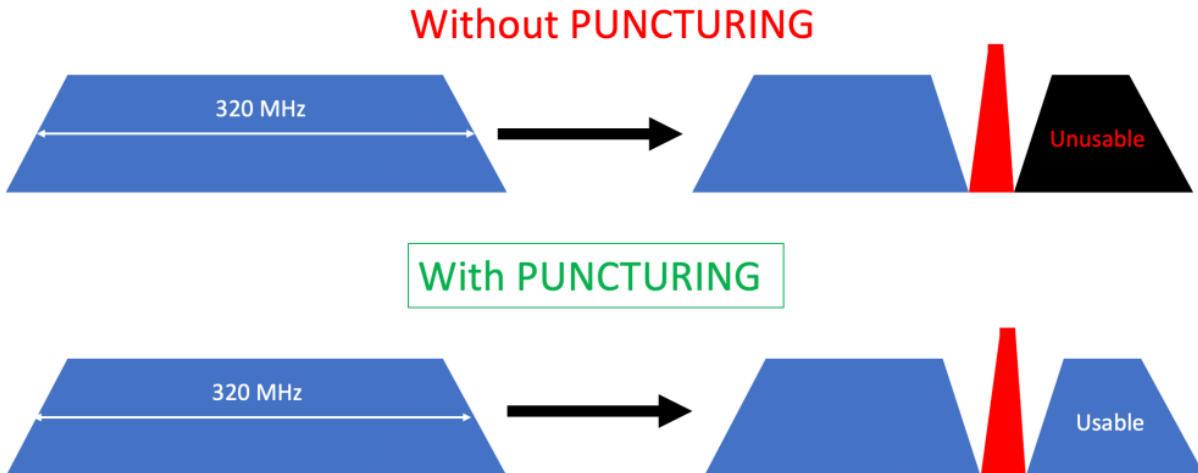 Without PUNCTURING
320 MHz
Unusable
With PUNCTURING
320 MHz
Usable